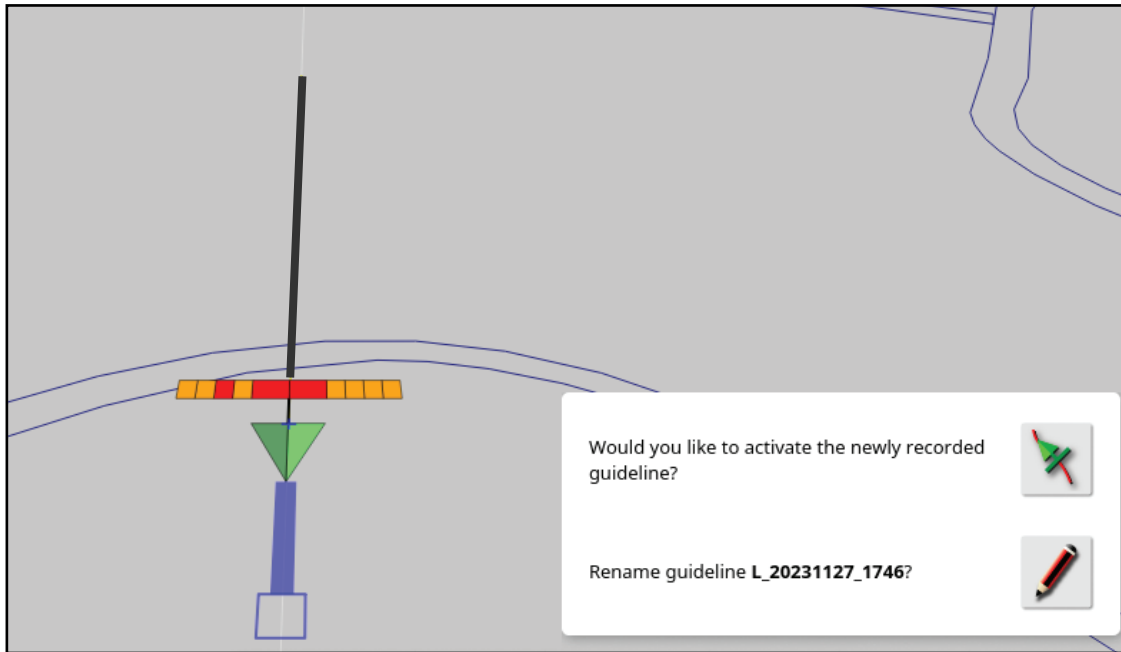 Would you like to activate the newly recorded
guideline?
Rename guideline L_20231127_1746?